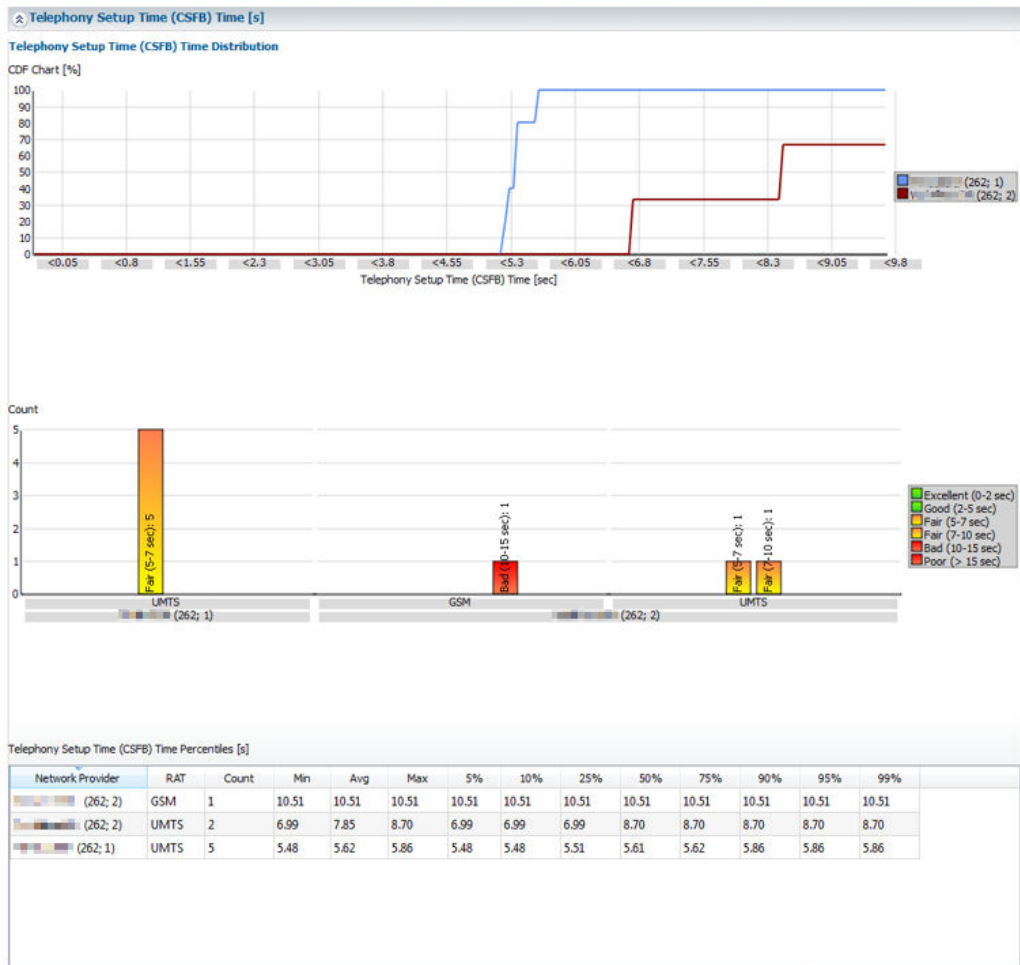 Telephony Setup Time (CSFB) Time [s]
Telephony Setup Time (CSFB) Time Distribution
CDF Chart [%]
100
90
80
70
60
50
40
30
20
10
0
<0.05 <0.8 <1.55 <2.3 <3.05 <3.8 <4.55 <5.3 <6.05 <6.8 <7.55 <8.3 <9.05 <9.8
Telephony Setup Time (CSFB) Time [sec]
(262; 1)
(262; 2)
Count
5
4
3
2
1
0
Fair (5-7 sec): 5
Bad (10-15 sec): 1
Fair (5-7 sec): 1
Fair (7-10 sec): 1
UMTS GSM UMTS
(262; 1) (262; 2)
Excellent (0-2 sec)
Good (2-5 sec)
Fair (5-7 sec)
Fair (7-10 sec)
Bad (10-15 sec)
Poor (> 15 sec)
Telephony Setup Time (CSFB) Time Percentiles [s]
Network Provider RAT Count Min Avg Max 5% 10% 25% 50% 75% 90% 95% 99%
(262; 2) GSM 1 10.51 10.51 10.51 10.51 10.51 10.51 10.51 10.51 10.51 10.51 10.51
(262; 2) UMTS 2 6.99 7.85 8.70 6.99 6.99 6.99 8.70 8.70 8.70 8.70 8.70
(262; 1) UMTS 5 5.48 5.62 5.86 5.48 5.48 5.51 5.61 5.62 5.86 5.86 5.86